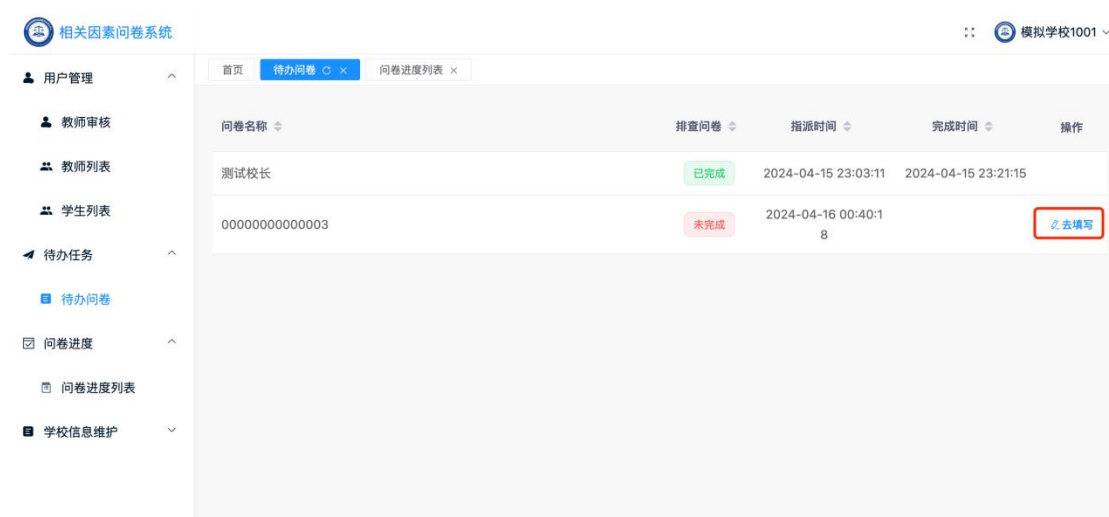 相关因素问卷系统
模拟学校1001
用户管理
首页
待办问卷
问卷进度列表
教师审核
教师列表
学生列表
待办任务
待办问卷
问卷进度
问卷进度列表
学校信息维护
问卷名称
排查问卷
指派时间
完成时间
操作
测试校长
已完成
2024-04-15 23:03:11
2024-04-15 23:21:15
00000000000003
未完成
2024-04-16 00:40:1
8
去填写